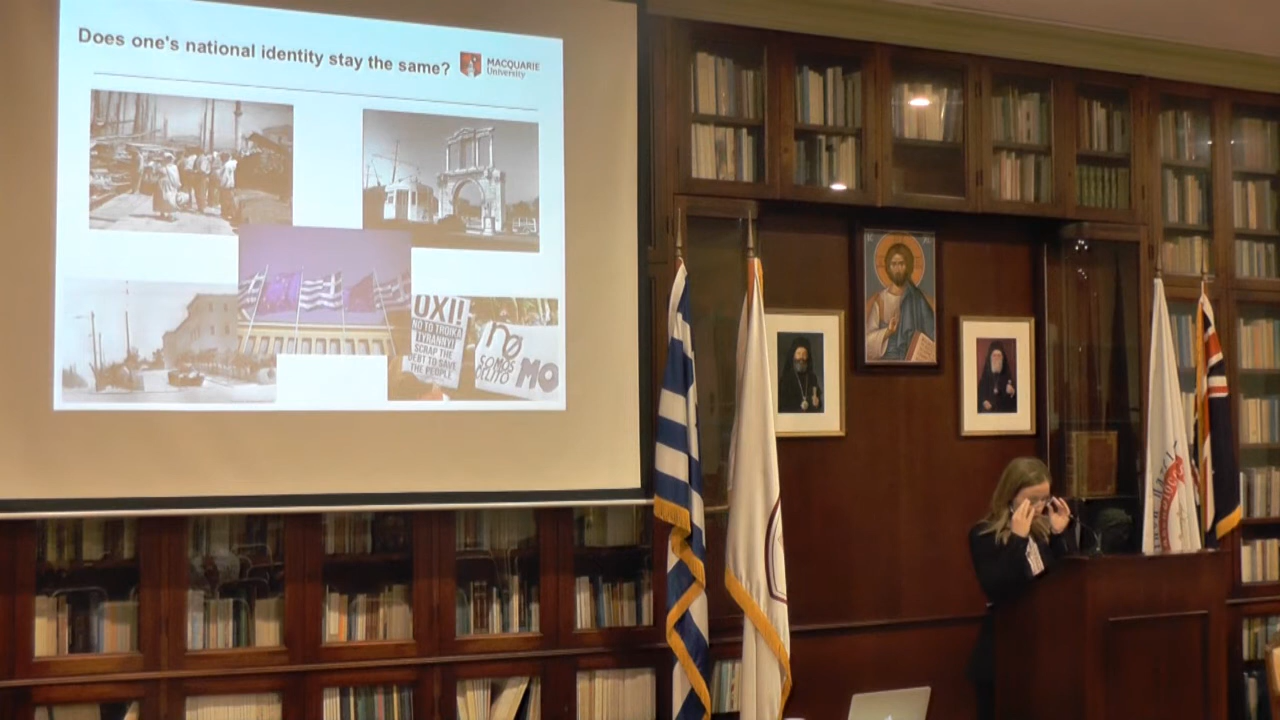 Does one's national identity stay the same?
MACQUARIE
University
OXI!
NO TO TROIKA
TYRANNY!
SCRAP THE
DEBT TO SAVE
THE PEOPLE
no
SOMOS
MO